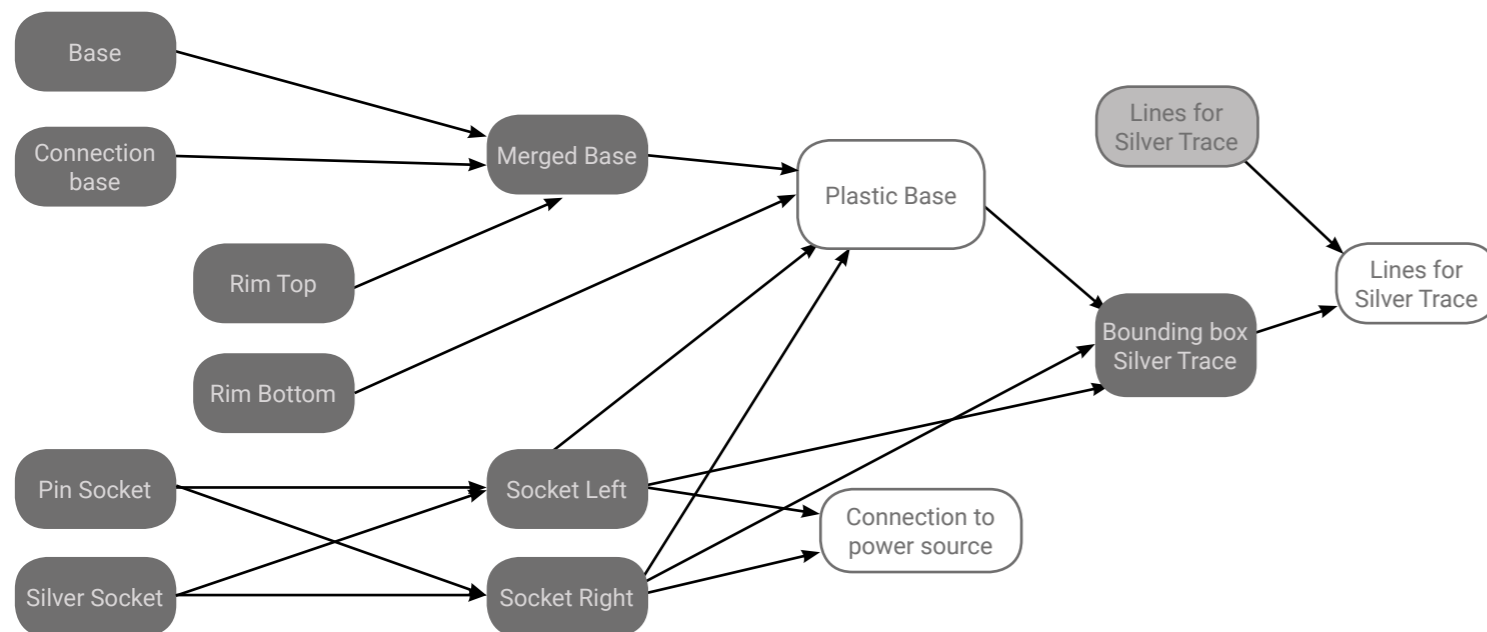 Base
Connection
base
Merged Base
Rim Top
Rim Bottom
Plastic Base
Lines for
Silver Trace
Lines for
Silver Trace
Bounding box
Silver Trace
Pin Socket
Silver Socket
Socket Left
Socket Right
Connection to
power source